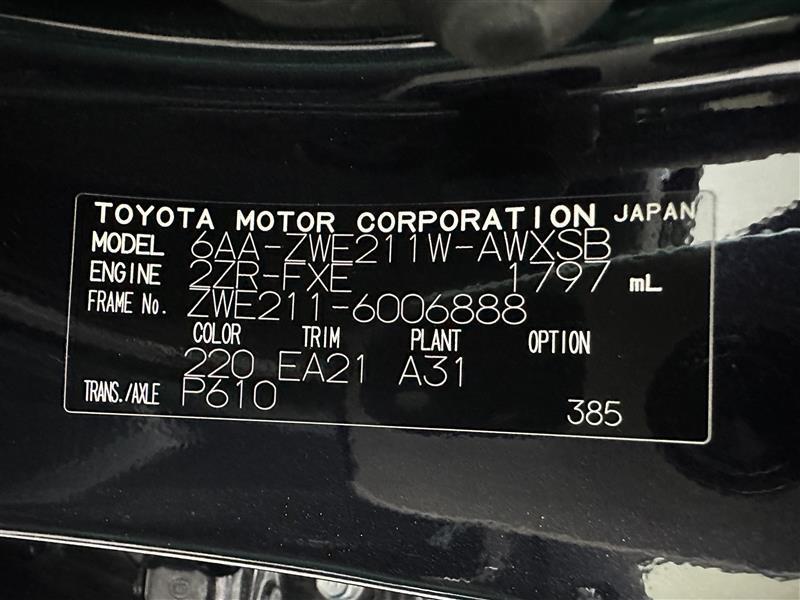 TOYOTA MOTOR CORPORATION JAPAN
MODEL 6AA-ZWE211W-AWXSB
ENGINE 2ZR-FXE 1797 mL
FRAME No. ZWE211-6006888
COLOR TRIM PLANT OPTION
220 EA21 A31
TRANS./AXLE P610
385